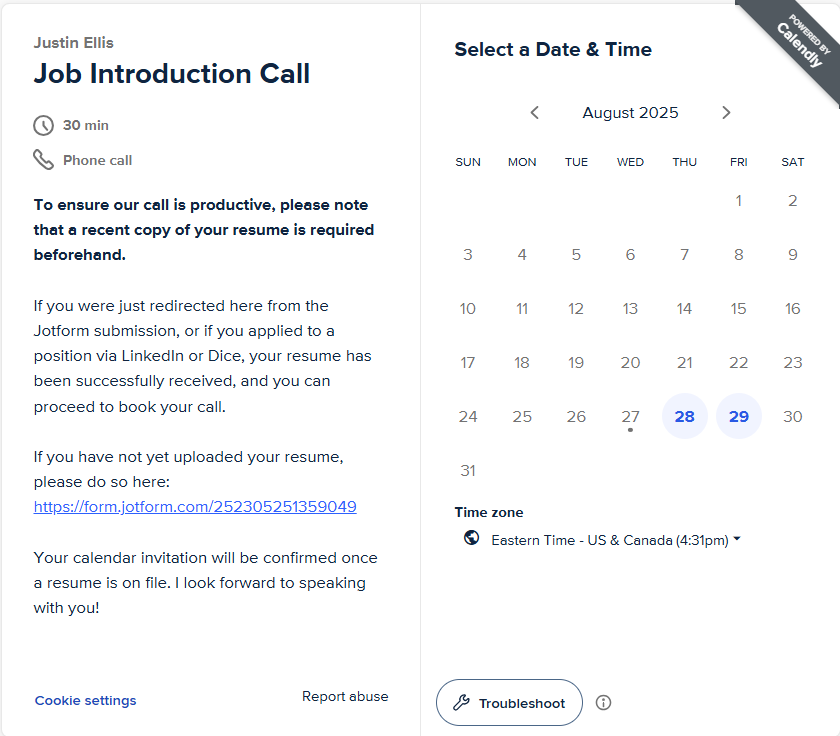 Justin Ellis
Job Introduction Call
30 min
Phone call
To ensure our call is productive, please note
that a recent copy of your resume is required
beforehand.
If you were just redirected here from the
Jotform submission, or if you applied to a
position via LinkedIn or Dice, your resume has
been successfully received, and you can
proceed to book your call.
If you have not yet uploaded your resume,
please do so here:
https://form.jotform.com/252305251359049
Your calendar invitation will be confirmed once
a resume is on file. I look forward to speaking
with you!
Cookie settings
Report abuse
POWERED BY
Calendly
Select a Date & Time
August 2025
SUN MON TUE WED THU FRI SAT
1 2
3 4 5 6 7 8 9
10 11 12 13 14 15 16
17 18 19 20 21 22 23
24 25 26 27 28 29 30
31
Time zone
Eastern Time - US & Canada (4:31pm)
Troubleshoot